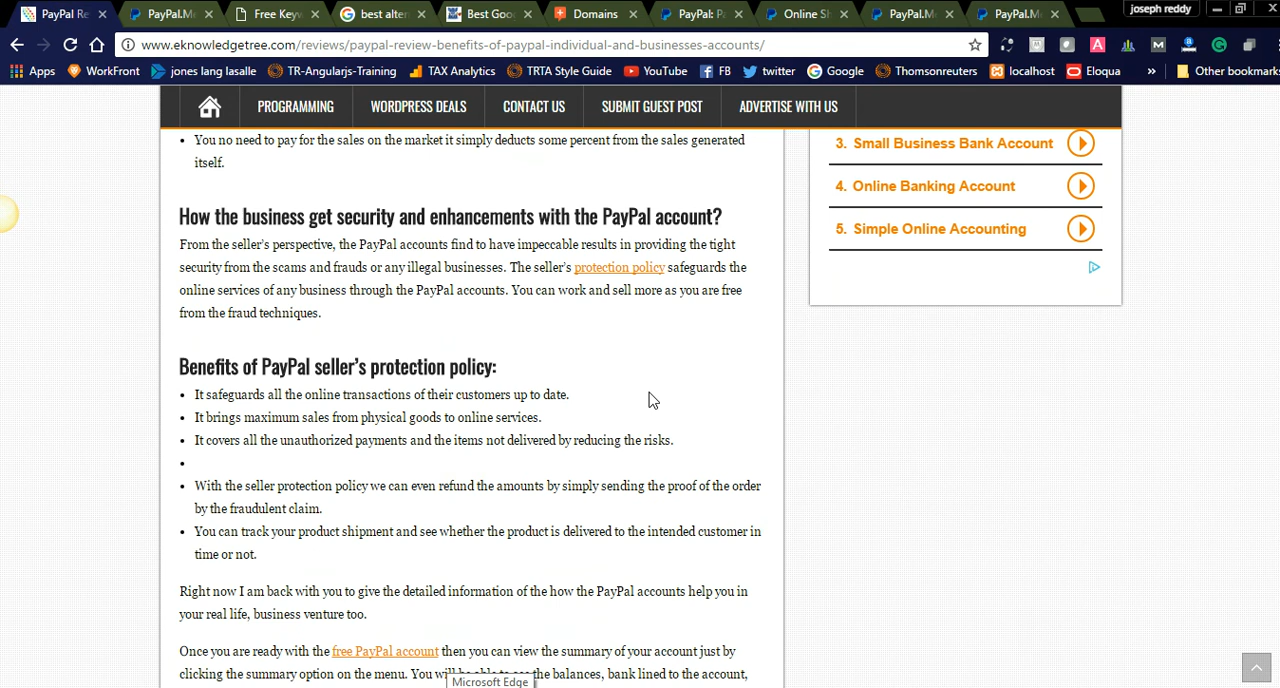 joseph reddy
PayPal Re
PayPal.M
Free Key
best alter
Best Goo
Domains
PayPal: P
Online Sh
PayPal.M
PayPal.M
www.eknowledgetree.com/reviews/paypal-review-benefits-of-paypal-individual-and-businesses-accounts/
Apps WorkFront jones lang lasalle TR-Angularjs-Training TAX Analytics TRTA Style Guide YouTube FB twitter Google Thomsonreuters localhost Eloqua » Other bookmarks
PROGRAMMING WORDPRESS DEALS CONTACT US SUBMIT GUEST POST ADVERTISE WITH US
• You no need to pay for the sales on the market it simply deducts some percent from the sales generated
itself.
How the business get security and enhancements with the PayPal account?
From the seller's perspective, the PayPal accounts find to have impeccable results in providing the tight
security from the scams and frauds or any illegal businesses. The seller's protection policy safeguards the
online services of any business through the PayPal accounts. You can work and sell more as you are free
from the fraud techniques.
Benefits of PayPal seller's protection policy:
• It safeguards all the online transactions of their customers up to date.
• It brings maximum sales from physical goods to online services.
• It covers all the unauthorized payments and the items not delivered by reducing the risks.
•
• With the seller protection policy we can even refund the amounts by simply sending the proof of the order
by the fraudulent claim.
• You can track your product shipment and see whether the product is delivered to the intended customer in
time or not.
Right now I am back with you to give the detailed information of the how the PayPal accounts help you in
your real life, business venture too.
Once you are ready with the free PayPal account then you can view the summary of your account just by
clicking the summary option on the menu. You will be able to see the balances, bank lined to the account,
Microsoft Edge
3. Small Business Bank Account
4. Online Banking Account
5. Simple Online Accounting